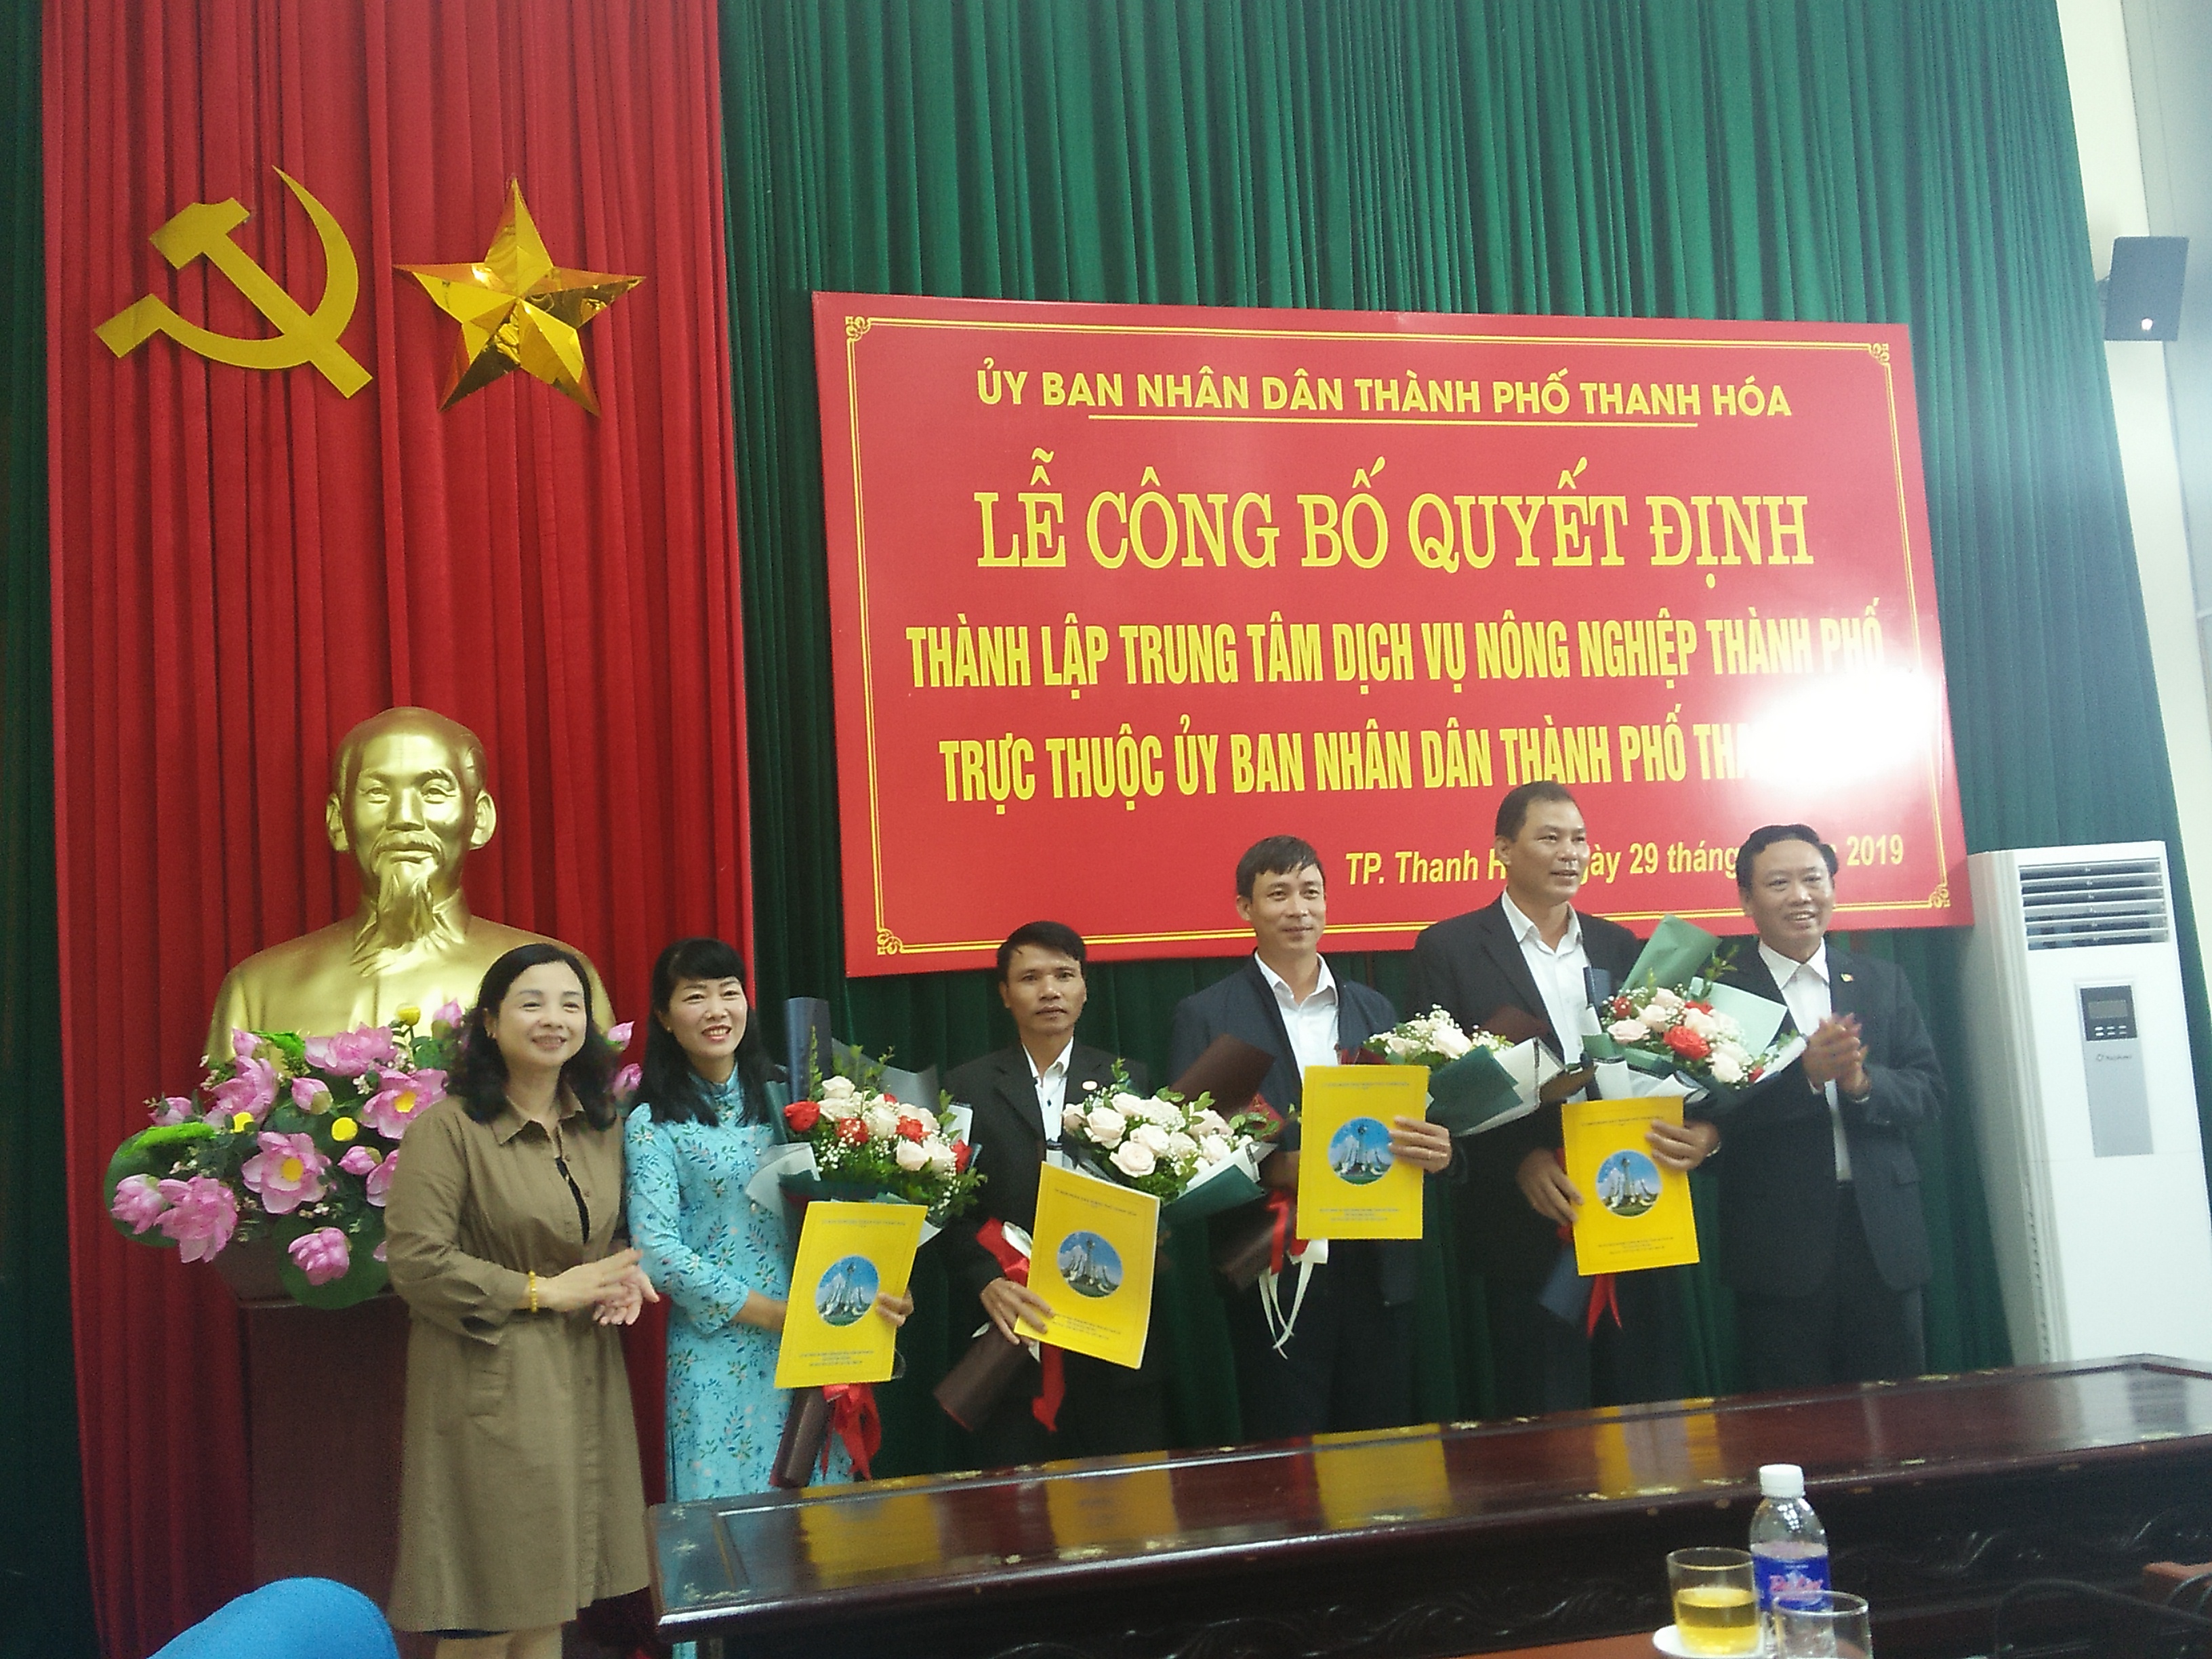 ỦY BAN NHÂN DÂN THÀNH PHỐ THANH HÓA
LỄ CÔNG BỐ QUYẾT ĐỊNH
THÀNH LẬP TRUNG TÂM DỊCH VỤ NÔNG NGHIỆP THÀNH PHỐ
TRỰC THUỘC ỦY BAN NHÂN DÂN THÀNH PHỐ
TP. Thanh 29 tháng 2019